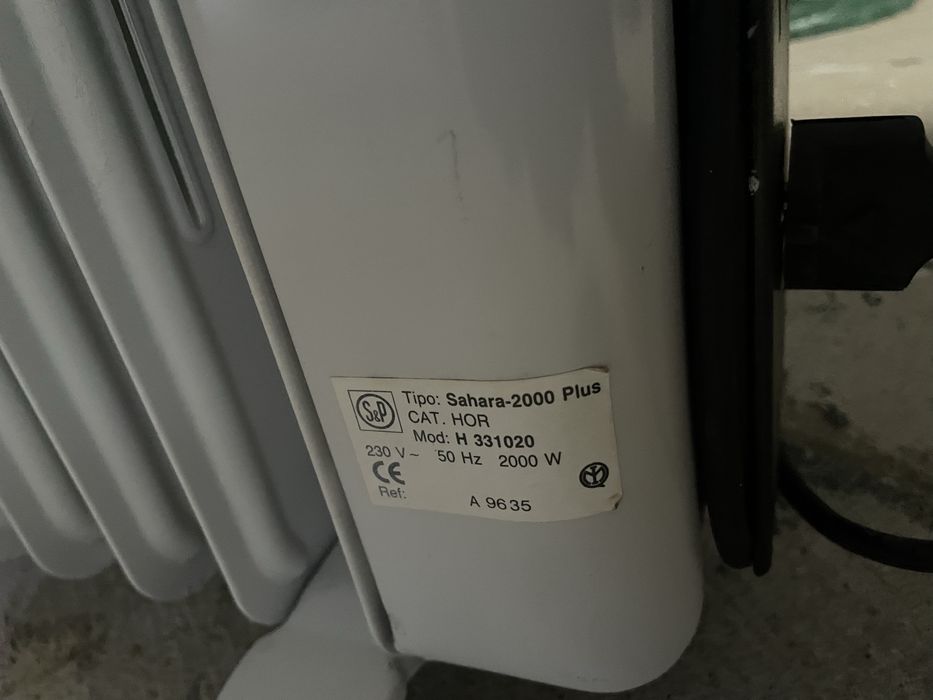 S&P
Tipo: Sahara-2000 Plus
CAT. HOR
Mod: H 331020
230 V~ 50 Hz 2000 W
CE
Ref: A 9635